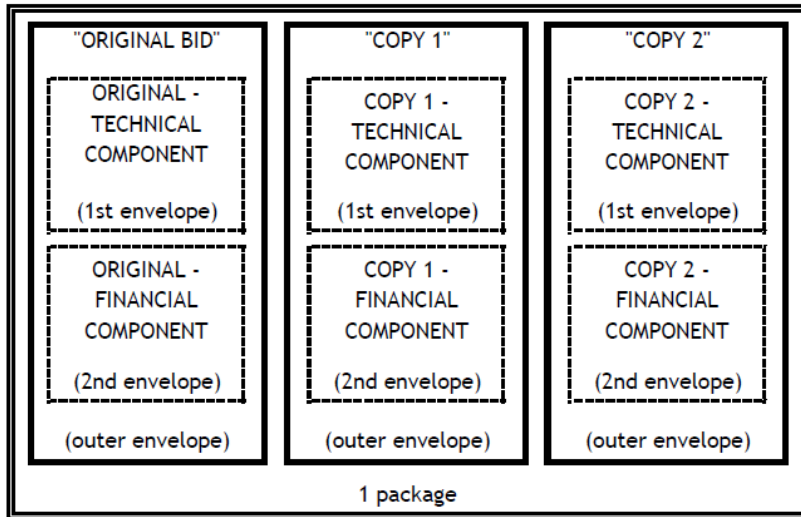 "ORIGINAL BID"
ORIGINAL -
TECHNICAL
COMPONENT
(1st envelope)
ORIGINAL -
FINANCIAL
COMPONENT
(2nd envelope)
(outer envelope)
"COPY 1"
COPY 1 -
TECHNICAL
COMPONENT
(1st envelope)
COPY 1 -
FINANCIAL
COMPONENT
(2nd envelope)
(outer envelope)
"COPY 2"
COPY 2 -
TECHNICAL
COMPONENT
(1st envelope)
COPY 2 -
FINANCIAL
COMPONENT
(2nd envelope)
(outer envelope)
1 package